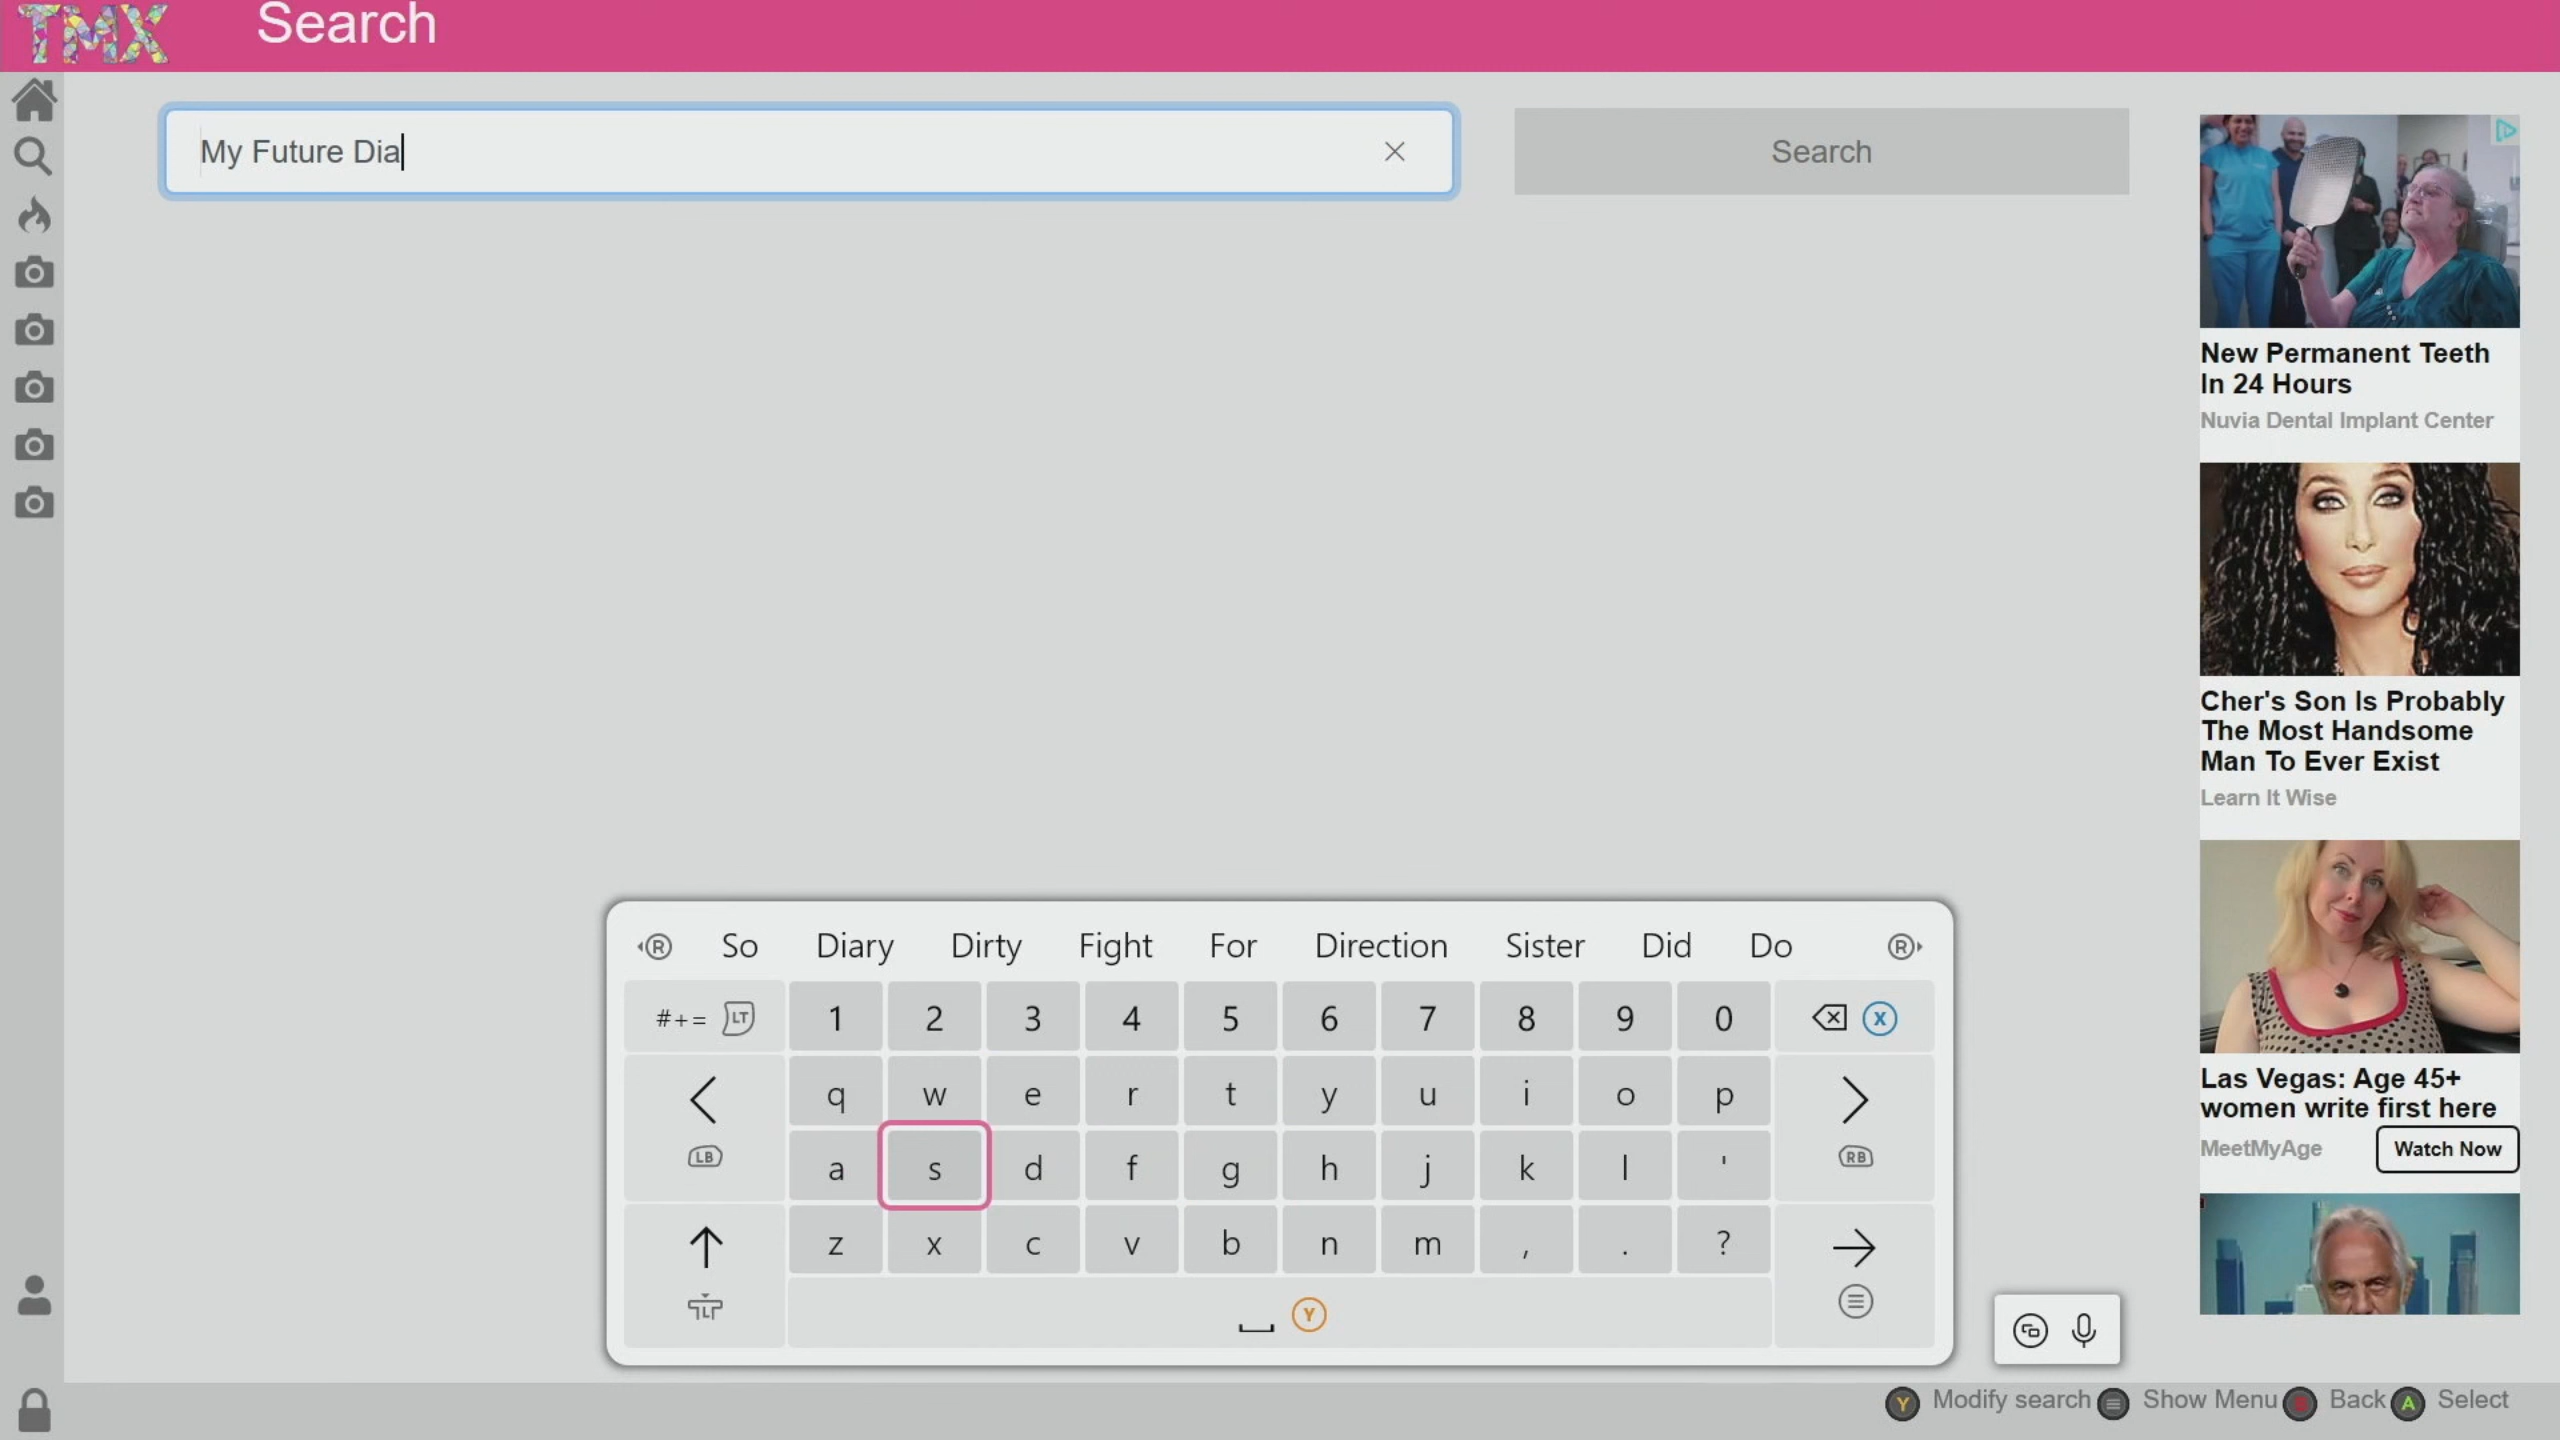 TMX
Search
My Future Dia
Search
New Permanent Teeth
In 24 Hours
Nuvia Dental Implant Center
Cher's Son Is Probably
The Most Handsome
Man To Ever Exist
Learn It Wise
Las Vegas: Age 45+
women write first here
MeetMyAge
Watch Now
R So Diary Dirty Fight For Direction Sister Did Do R
#+= LT 1 2 3 4 5 6 7 8 9 0 X
q w e r t y u i o p
LB a s d f g h j k l ' RB
z x c v b n m , . ?
Y
Y Modify search Show Menu B Back A Select